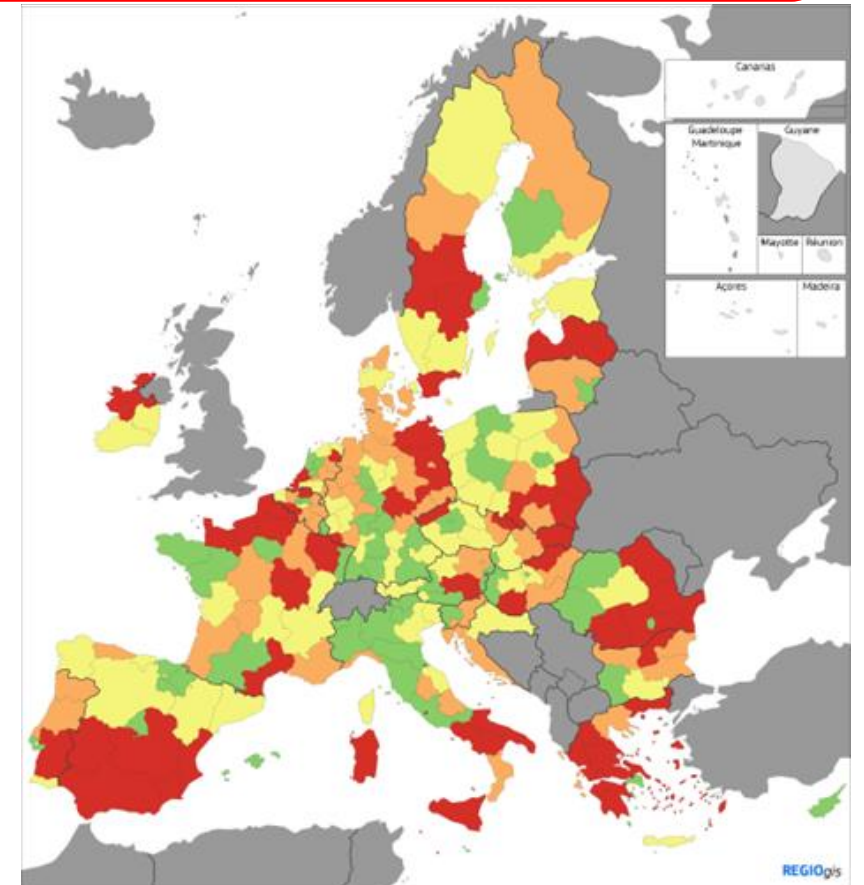 Canarias
Guadeloupe
Martinique
Guyane
Mayotte
Réunion
Açores
Madeira
REGIOgis